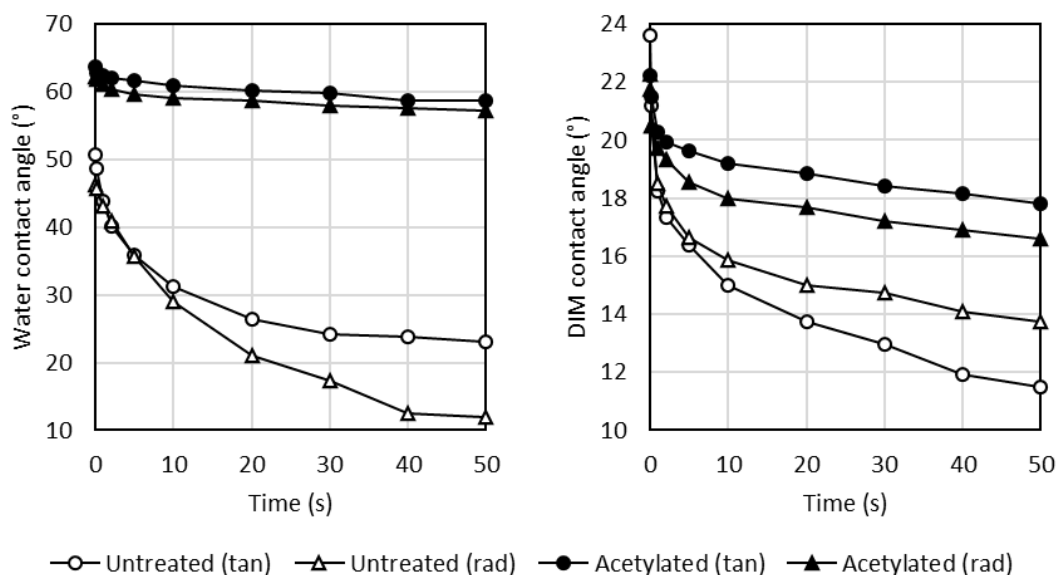 Water contact angle (°)
70
60
50
40
30
20
10
0 10 20 30 40 50
Time (s)
DIM contact angle (°)
24
22
20
18
16
14
12
10
0 10 20 30 40 50
Time (s)
Untreated (tan) Untreated (rad) Acetylated (tan) Acetylated (rad)